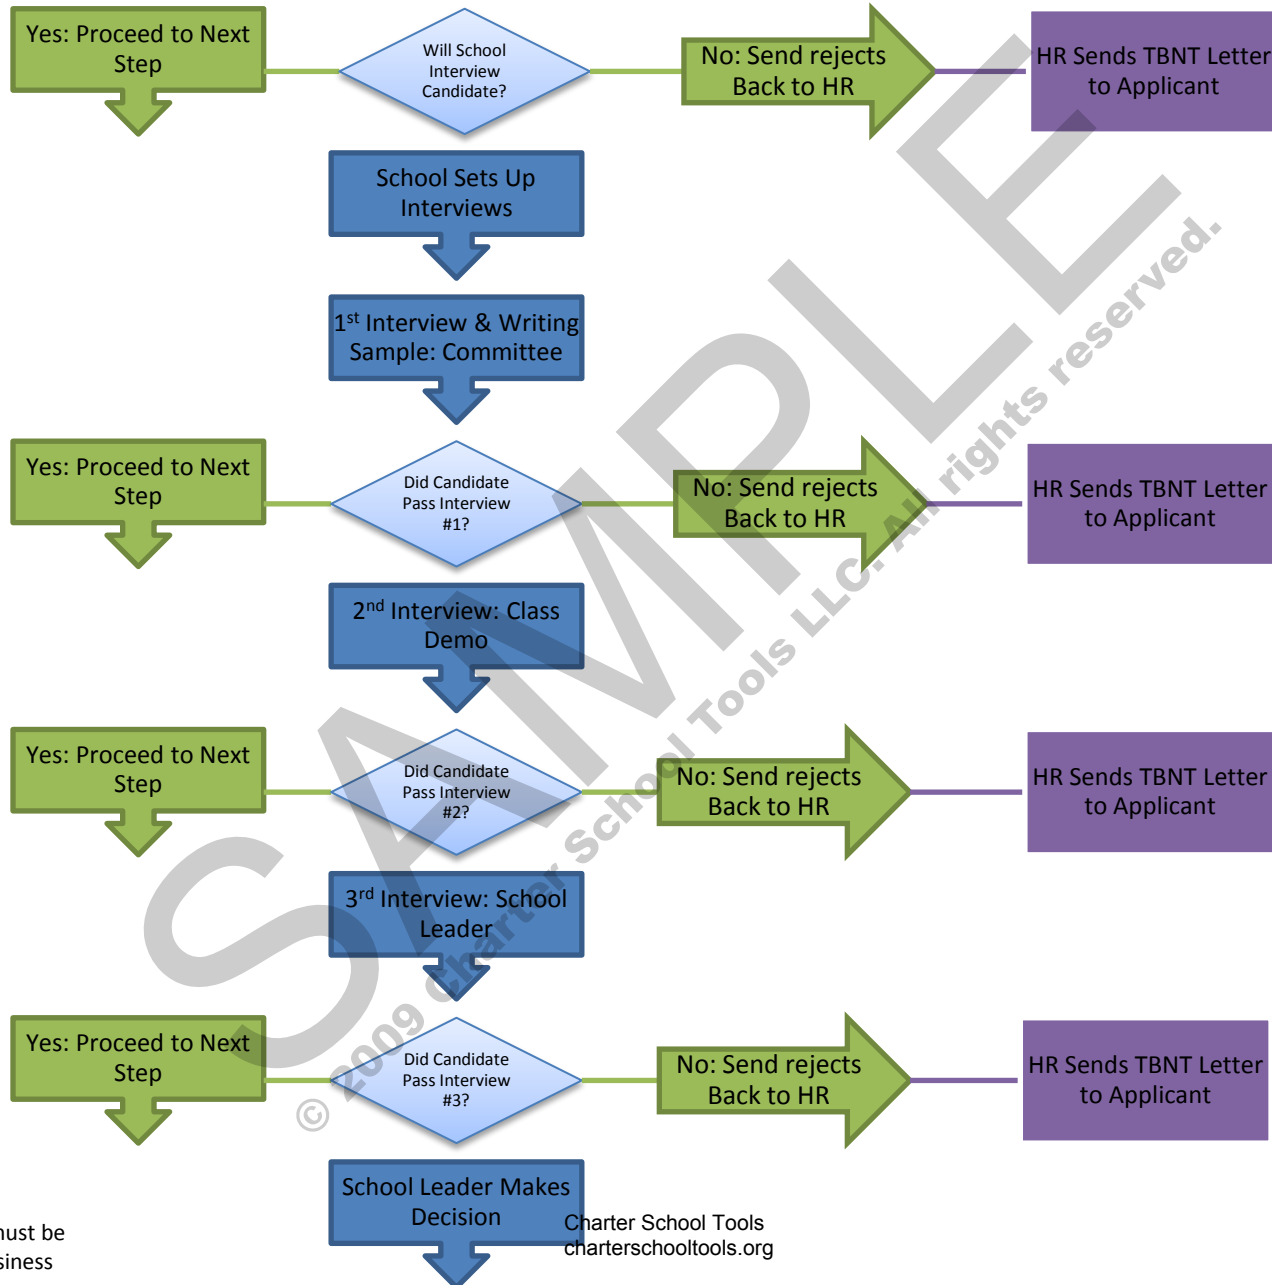 Yes: Proceed to Next
Step
Will School
Interview
Candidate?
No: Send rejects
Back to HR
HR Sends TBNT Letter
to Applicant
School Sets Up
Interviews
1st Interview & Writing
Sample: Committee
Yes: Proceed to Next
Step
Did Candidate
Pass Interview
#1?
No: Send rejects
Back to HR
HR Sends TBNT Letter
to Applicant
2nd Interview: Class
Demo
Yes: Proceed to Next
Step
Did Candidate
Pass Interview
#2?
No: Send rejects
Back to HR
HR Sends TBNT Letter
to Applicant
3rd Interview: School
Leader
Yes: Proceed to Next
Step
Did Candidate
Pass Interview
#3?
No: Send rejects
Back to HR
HR Sends TBNT Letter
to Applicant
School Leader Makes
Decision
must be
siness
Charter School Tools
charterschooltools.org
SAMPLE
© 2009 Charter School Tools LLC. All rights reserved.